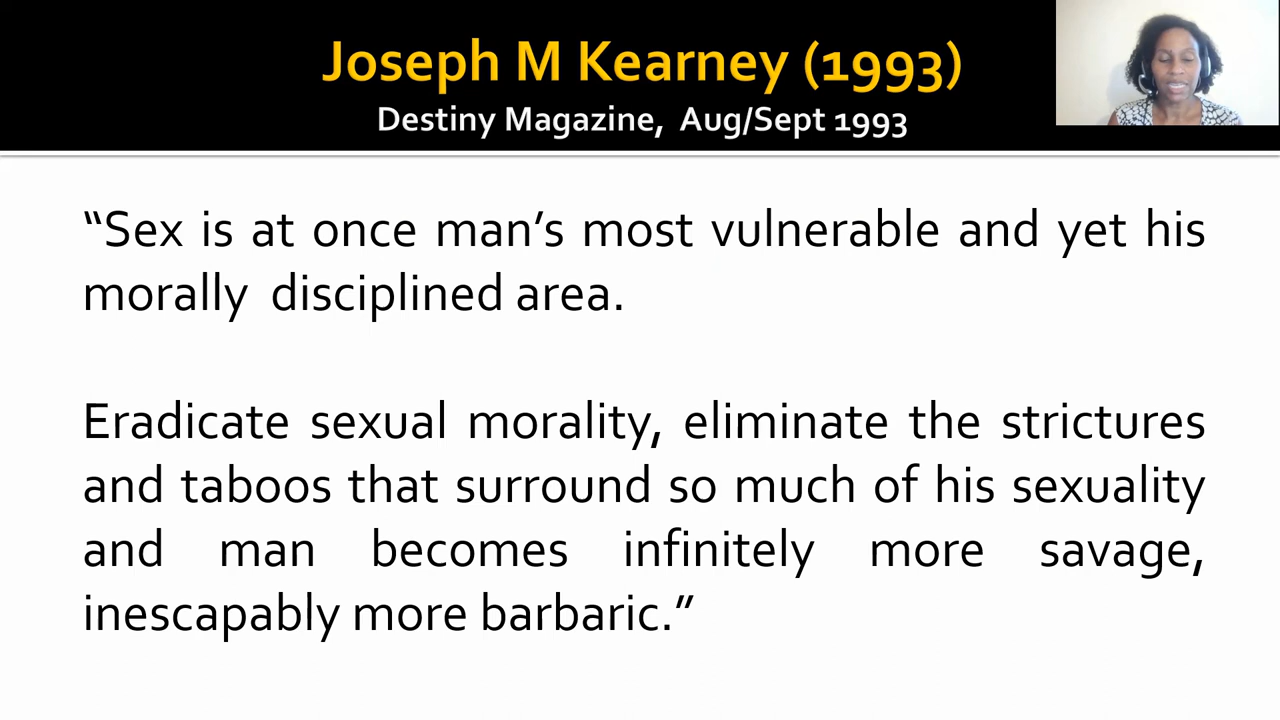 Joseph M Kearney (1993)
Destiny Magazine, Aug/Sept 1993
“Sex is at once man’s most vulnerable and yet his
morally disciplined area.
Eradicate sexual morality, eliminate the strictures
and taboos that surround so much of his sexuality
and man becomes infinitely more savage,
inescapably more barbaric.”